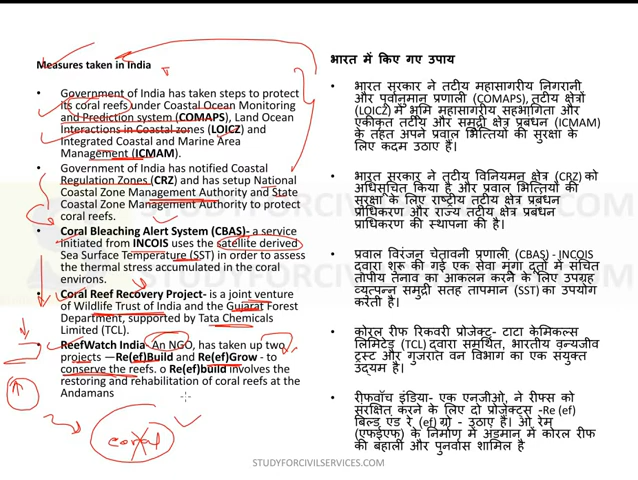 Measures taken in India
• Government of India has taken steps to protect
its coral reefs under Coastal Ocean Monitoring
and Prediction system (COMAPS), Land Ocean
Interactions in Coastal zones (LOICZ) and
Integrated Coastal and Marine Area
Management (ICMAM).
• Government of India has notified Coastal
Regulation Zones (CRZ) and has setup National
Coastal Zone Management Authority and State
Coastal Zone Management Authority to protect
coral reefs.
• Coral Bleaching Alert System (CBAS)- a service
initiated from INCOIS uses the satellite derived
Sea Surface Temperature (SST) in order to assess
the thermal stress accumulated in the coral
environs.
• Coral Reef Recovery Project- is a joint venture
of Wildlife Trust of India and the Gujarat Forest
Department, supported by Tata Chemicals
Limited (TCL).
• ReefWatch India- An NGO, has taken up two
projects —Re(ef)Build and Re(ef)Grow - to
conserve the reefs. o Re(ef)build involves the
restoring and rehabilitation of coral reefs at the
Andamans
coral
भारत में किए गए उपाय
• भारत सरकार ने तटीय महासागरीय निगरानी
और पूर्वानुमान प्रणाली (COMAPS), तटीय क्षेत्रों
(LOICZ) में भूमि महासागरीय सहभागिता और
एकीकृत तटीय और समुद्री क्षेत्र प्रबंधन (ICMAM)
के तहत अपने प्रवाल भित्तियों की सुरक्षा के
लिए कदम उठाए हैं।
• भारत सरकार ने तटीय विनियमन क्षेत्र (CRZ) को
अधिसूचित किया है और प्रवाल भित्तियों की
सुरक्षा के लिए राष्ट्रीय तटीय क्षेत्र प्रबंधन
प्राधिकरण और राज्य तटीय क्षेत्र प्रबंधन
प्राधिकरण की स्थापना की है।
• प्रवाल विरंजन चेतावनी प्रणाली (CBAS) - INCOIS
द्वारा शुरू की गई एक सेवा मूंगा दूतों में संचित
तापीय तनाव का आकलन करने के लिए उपग्रह
व्युत्पन्न समुद्री सतह तापमान (SST) का उपयोग
करती है।
• कोरल रीफ रिकवरी प्रोजेक्ट- टाटा केमिकल्स
लिमिटेड (TCL) द्वारा समर्थित, भारतीय वन्यजीव
ट्रस्ट और गुजरात वन विभाग का एक संयुक्त
उद्यम है।
• रीफवॉच इंडिया- एक एनजीओ, ने रीफ्स को
संरक्षित करने के लिए दो प्रोजेक्ट्स -Re (ef)
बिल्ड एंड रे (ef) ग्रो - उठाए हैं। ओ रेम
(एफईएफ) के निर्माण में अंडमान में कोरल रीफ
की बहाली और पुनर्वास शामिल है
STUDYFORCIVILSERVICES.COM